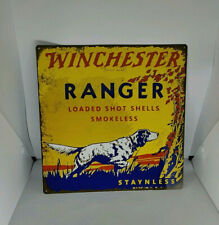 WINCHESTER
RANGER
LOADED SHOT SHELLS
SMOKELESS
STAYNLESS